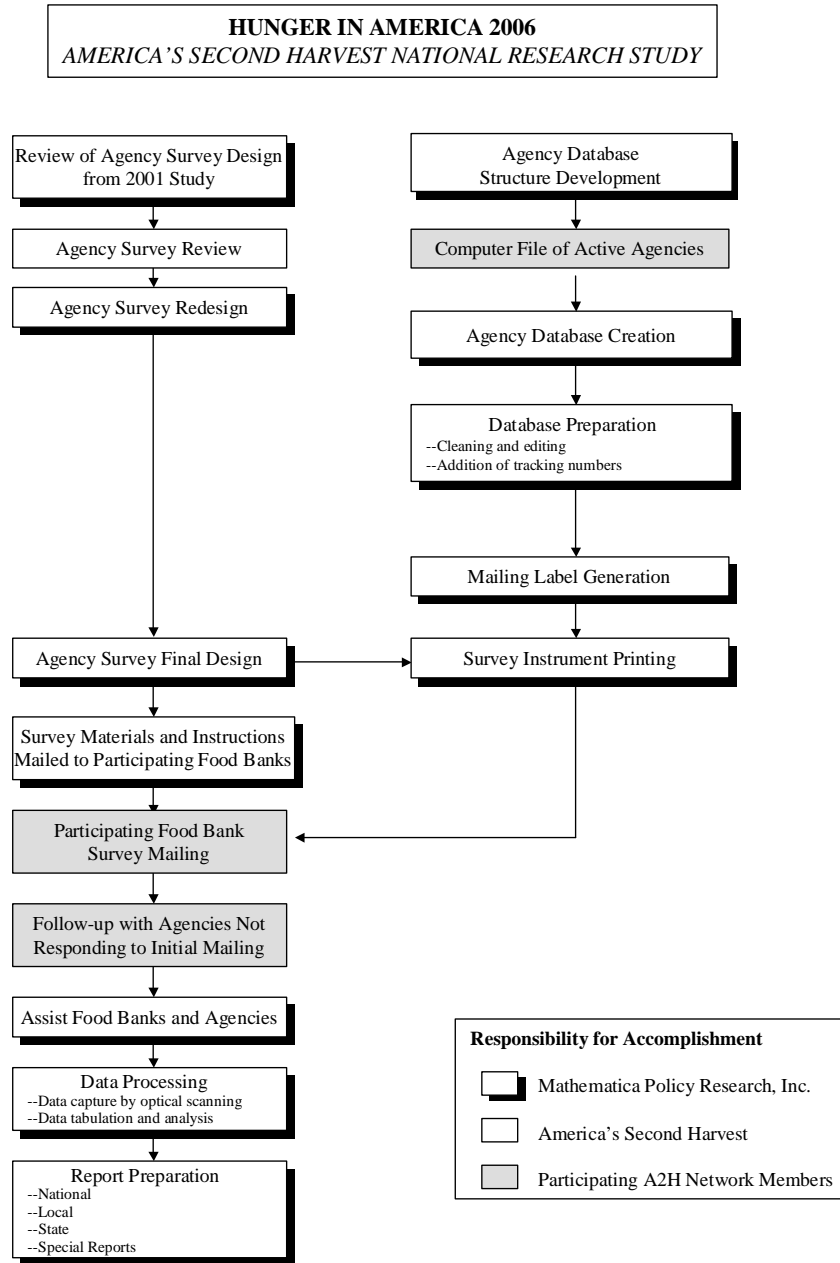 HUNGER IN AMERICA 2006
AMERICA'S SECOND HARVEST NATIONAL RESEARCH STUDY
Review of Agency Survey Design
from 2001 Study
Agency Survey Review
Agency Survey Redesign
Agency Survey Final Design
Survey Materials and Instructions
Mailed to Participating Food Banks
Participating Food Bank
Survey Mailing
Follow-up with Agencies Not
Responding to Initial Mailing
Assist Food Banks and Agencies
Data Processing
--Data capture by optical scanning
--Data tabulation and analysis
Report Preparation
--National
--Local
--State
--Special Reports
Agency Database
Structure Development
Computer File of Active Agencies
Agency Database Creation
Database Preparation
--Cleaning and editing
--Addition of tracking numbers
Mailing Label Generation
Survey Instrument Printing
Responsibility for Accomplishment
Mathematica Policy Research, Inc.
America's Second Harvest
Participating A2H Network Members